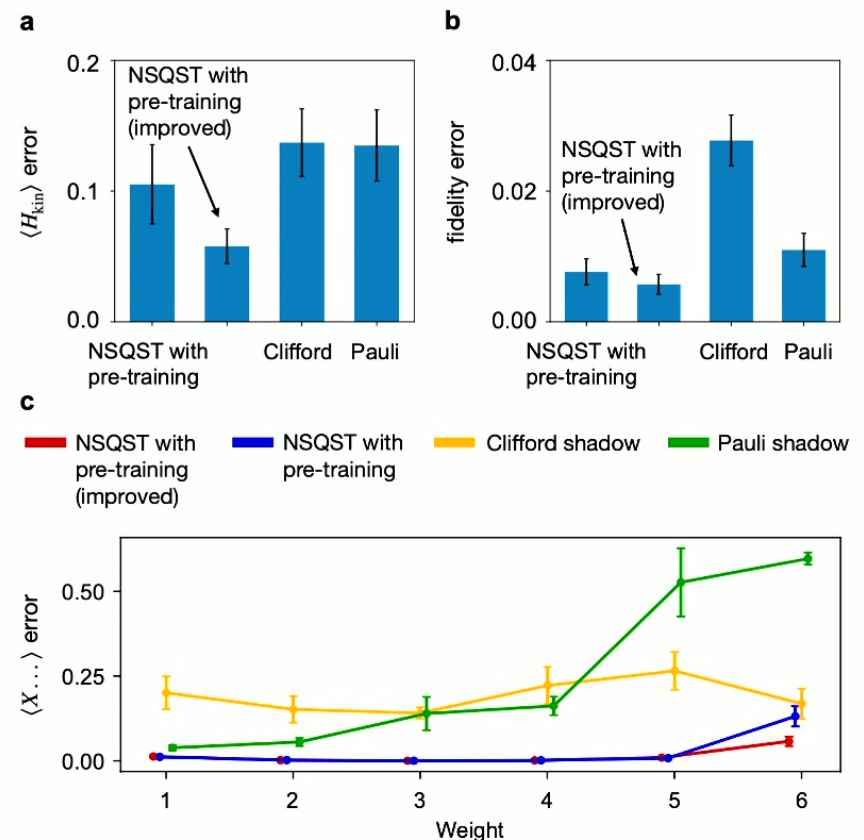 a
0.2
0.1
0.0
⟨H_kin⟩ error
NSQST with
pre-training
(improved)
NSQST with
pre-training
Clifford
Pauli
b
0.04
0.02
0.00
fidelity error
NSQST with
pre-training
(improved)
NSQST with
pre-training
Clifford
Pauli
c
NSQST with
pre-training
(improved)
NSQST with
pre-training
Clifford shadow
Pauli shadow
⟨X...⟩ error
0.50
0.25
0.00
1 2 3 4 5 6
Weight